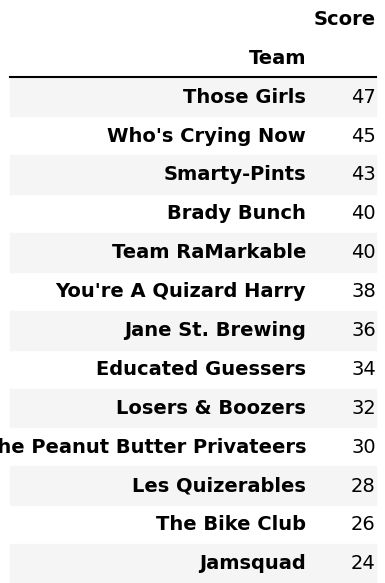 Score
Team
Those Girls 47
Who's Crying Now 45
Smarty-Pints 43
Brady Bunch 40
Team RaMarkable 40
You're A Quizard Harry 38
Jane St. Brewing 36
Educated Guessers 34
Losers & Boozers 32
he Peanut Butter Privateers 30
Les Quizerables 28
The Bike Club 26
Jamsquad 24